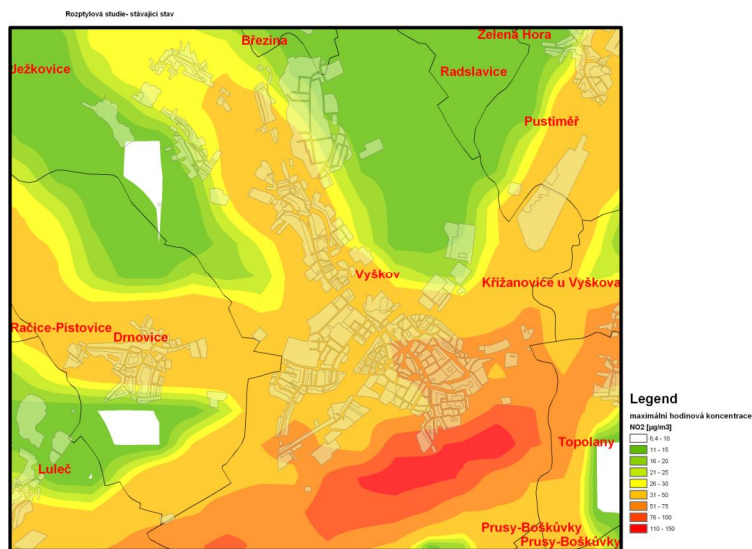 Rozptylová studie- stávající stav
Zelená Hora
Březina
Ježkovice
Radslavice
Pustiměř
Vyškov
Křižanovice u Vyškova
Račice-Pistovice
Drnovice
Topolany
Luleč
Prusy-Boškůvky
Prusy-Boškůvky
Legend
maximální hodinová koncentrace
NO2 [µg/m3]
6,4 - 10
11 - 15
16 - 20
21 - 25
26 - 30
31 - 50
51 - 75
76 - 100
110 - 150